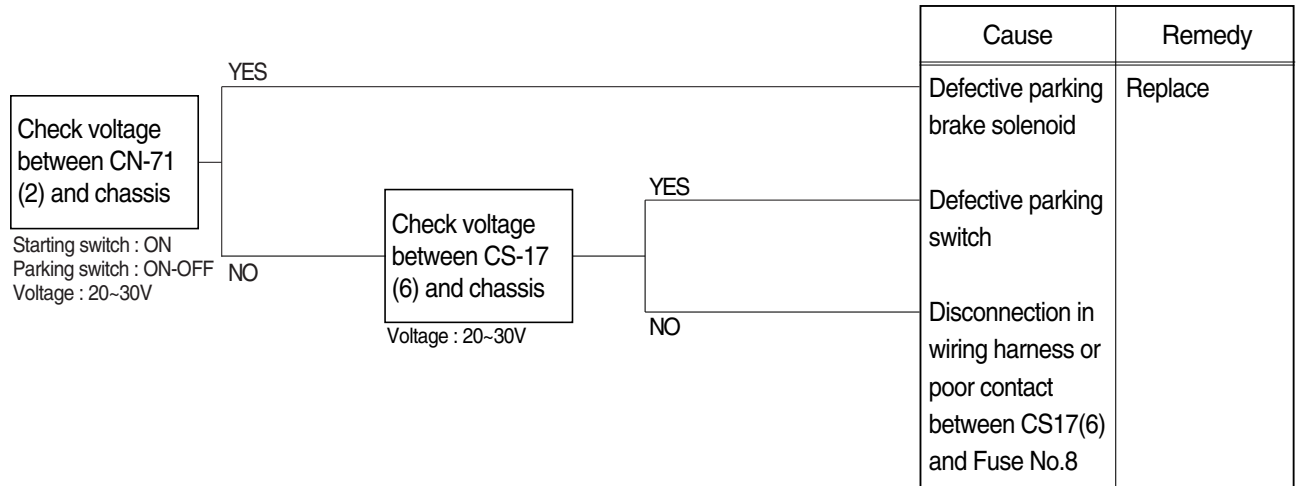 Cause
Remedy
YES
Check voltage
between CN-71
(2) and chassis
Starting switch : ON
Parking switch : ON-OFF
Voltage : 20~30V
NO
Check voltage
between CS-17
(6) and chassis
Voltage : 20~30V
YES
NO
Defective parking
brake solenoid
Replace
Defective parking
switch
Disconnection in
wiring harness or
poor contact
between CS17(6)
and Fuse No.8